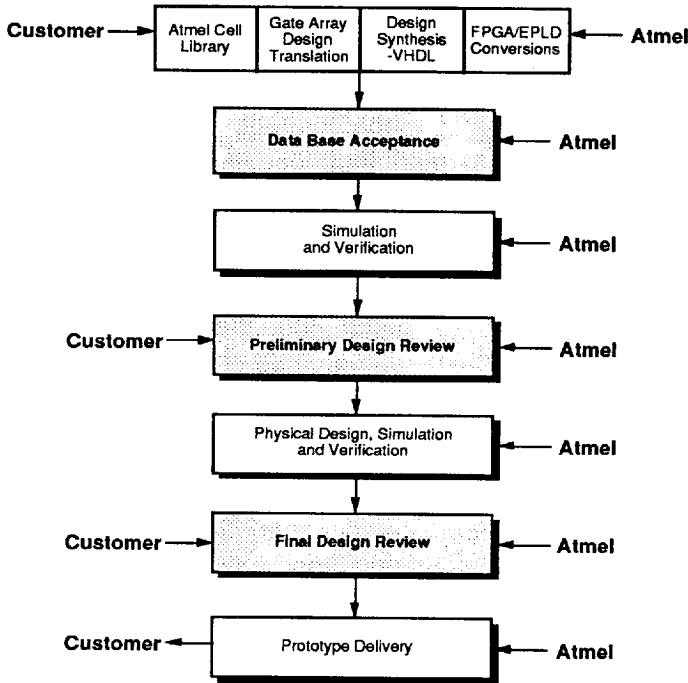 Customer
Atmel Cell
Library
Gate Array
Design
Translation
Design
Synthesis
-VHDL
FPGA/EPLD
Conversions
Atmel
Data Base Acceptance
Atmel
Simulation
and Verification
Atmel
Customer
Preliminary Design Review
Atmel
Physical Design, Simulation
and Verification
Atmel
Customer
Final Design Review
Atmel
Customer
Prototype Delivery
Atmel